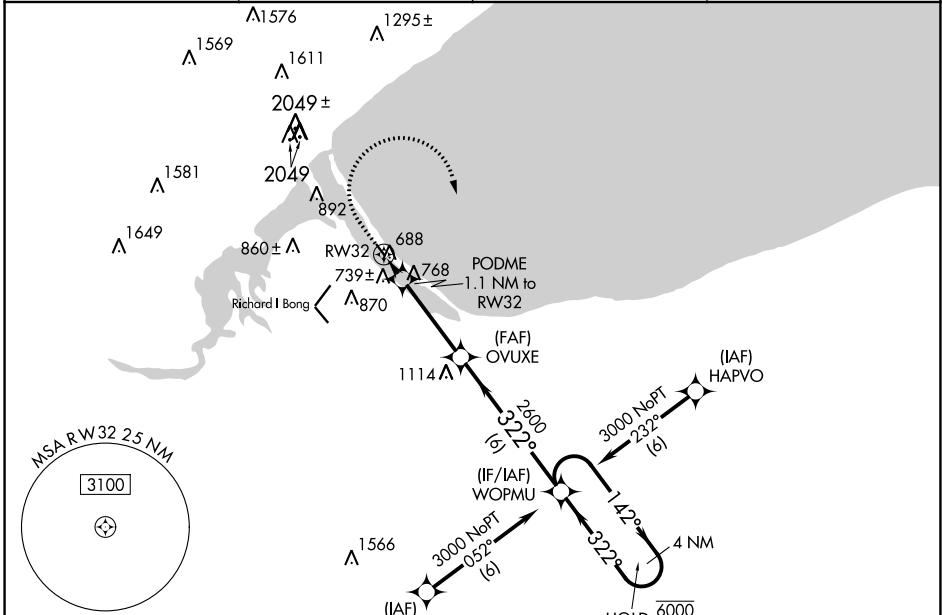 1576
1295±
1569
1611
2049±
2049
1581
892
1649
860±
RW32
688
739±
768
PODME
1.1 NM to
RW32
Richard I Bong
870
(FAF)
OVUXE
1114
(IAF)
HAPVO
2600
322°
(6)
3000 NoPT
232°
(6)
MSA RW32 25 NM
3100
(IF/IAF)
WOPMU
142°
322°
4 NM
1566
3000 NoPT
052°
(6)
(IAF)
6000